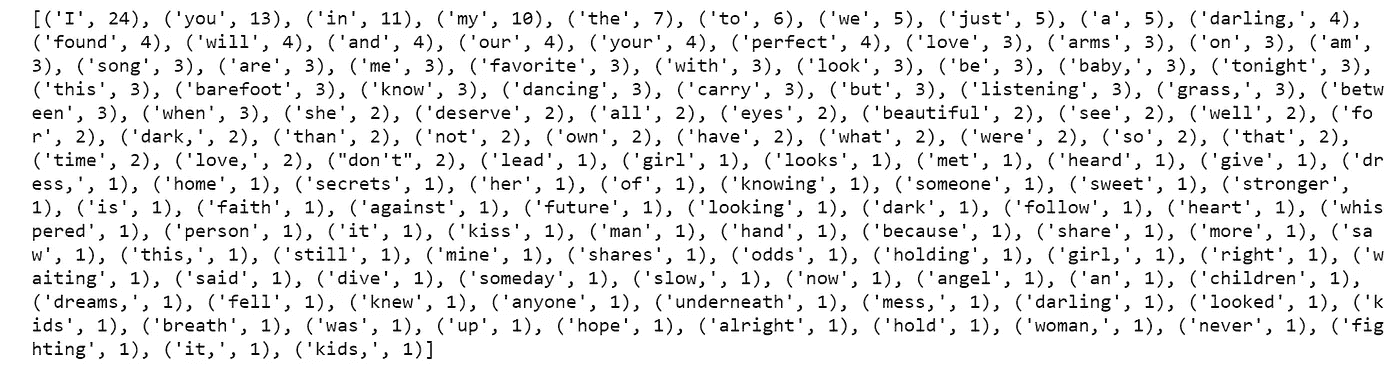 [('I', 24), ('you', 13), ('in', 11), ('my', 10), ('the', 7), ('to', 6), ('we', 5), ('just', 5), ('a', 5), ('darling,', 4),
('found', 4), ('will', 4), ('and', 4), ('our', 4), ('your', 4), ('perfect', 4), ('love', 3), ('arms', 3), ('on', 3), ('am',
3), ('song', 3), ('are', 3), ('me', 3), ('favorite', 3), ('with', 3), ('look', 3), ('be', 3), ('baby,', 3), ('tonight', 3),
('this', 3), ('barefoot', 3), ('know', 3), ('dancing', 3), ('carry', 3), ('but', 3), ('listening', 3), ('grass,', 3), ('betw
een', 3), ('when', 3), ('she', 2), ('deserve', 2), ('all', 2), ('eyes', 2), ('beautiful', 2), ('see', 2), ('well', 2), ('fo
r', 2), ('dark,', 2), ('than', 2), ('not', 2), ('own', 2), ('have', 2), ('what', 2), ('were', 2), ('so', 2), ('that', 2),
('time', 2), ('love,', 2), ("don't", 2), ('lead', 1), ('girl', 1), ('looks', 1), ('met', 1), ('heard', 1), ('give', 1), ('dr
ess,', 1), ('home', 1), ('secrets', 1), ('her', 1), ('of', 1), ('knowing', 1), ('someone', 1), ('sweet', 1), ('stronger',
1), ('is', 1), ('faith', 1), ('against', 1), ('future', 1), ('looking', 1), ('dark', 1), ('follow', 1), ('heart', 1), ('whis
pered', 1), ('person', 1), ('it', 1), ('kiss', 1), ('man', 1), ('hand', 1), ('because', 1), ('share', 1), ('more', 1), ('sa
w', 1), ('this,', 1), ('still', 1), ('mine', 1), ('shares', 1), ('odds', 1), ('holding', 1), ('girl,', 1), ('right', 1), ('w
aiting', 1), ('said', 1), ('dive', 1), ('someday', 1), ('slow,', 1), ('now', 1), ('angel', 1), ('an', 1), ('children', 1),
('dreams,', 1), ('fell', 1), ('knew', 1), ('anyone', 1), ('underneath', 1), ('mess,', 1), ('darling', 1), ('looked', 1), ('k
ids', 1), ('breath', 1), ('was', 1), ('up', 1), ('hope', 1), ('alright', 1), ('hold', 1), ('woman,', 1), ('never', 1), ('fig
hting', 1), ('it,', 1), ('kids,', 1)]